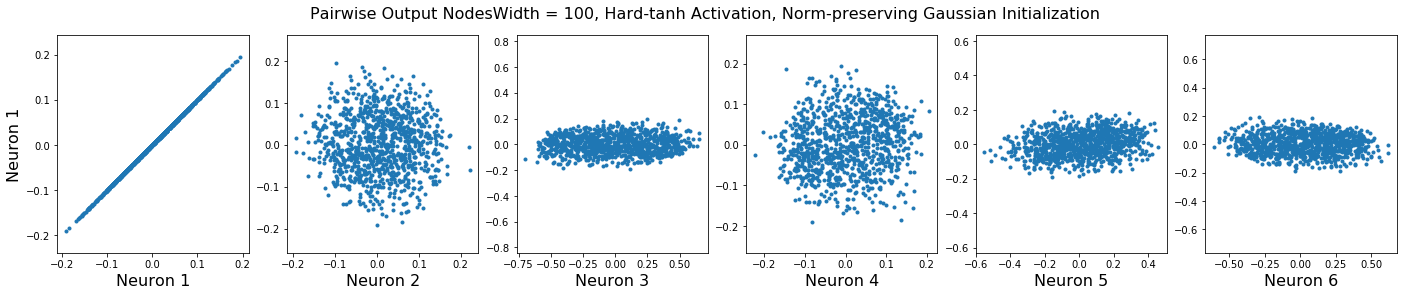 Pairwise Output NodesWidth = 100, Hard-tanh Activation, Norm-preserving Gaussian Initialization
Neuron 1
0.2
0.1
0.0
−0.1
−0.2
−0.2 −0.1 0.0 0.1 0.2
Neuron 1
0.2
0.1
0.0
−0.1
−0.2
−0.2 −0.1 0.0 0.1 0.2
Neuron 2
0.8
0.6
0.4
0.2
0.0
−0.2
−0.4
−0.6
−0.8
−0.75 −0.50 −0.25 0.00 0.25 0.50
Neuron 3
0.2
0.1
0.0
−0.1
−0.2
−0.2 −0.1 0.0 0.1 0.2
Neuron 4
0.6
0.4
0.2
0.0
−0.2
−0.4
−0.6
−0.6 −0.4 −0.2 0.0 0.2 0.4
Neuron 5
0.6
0.4
0.2
0.0
−0.2
−0.4
−0.6
−0.50 −0.25 0.00 0.25 0.50
Neuron 6